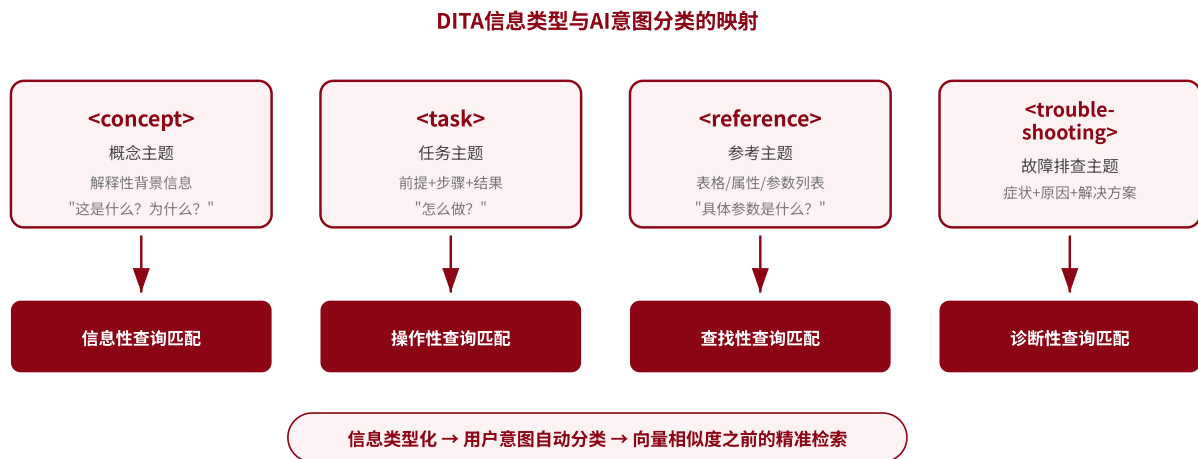 DITA信息类型与AI意图分类的映射
<concept>
概念主题
解释性背景信息
"这是什么？为什么？"
信息性查询匹配
<task>
任务主题
前提+步骤+结果
"怎么做？"
操作性查询匹配
<reference>
参考主题
表格/属性/参数列表
"具体参数是什么？"
查找性查询匹配
<trouble-
shooting>
故障排查主题
症状+原因+解决方案
诊断性查询匹配
信息类型化 → 用户意图自动分类 → 向量相似度之前的精准检索